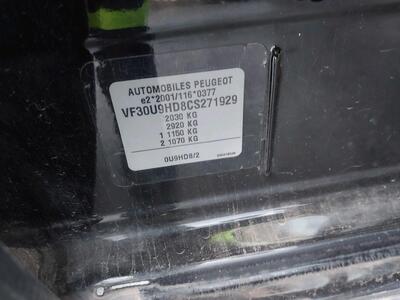 AUTOMOBILES PEUGEOT
e2*2001/116*0377
VF30U9HD8CS271929
2030 KG
2920 KG
1 1150 KG
2 1070 KG
0U9HD8/2